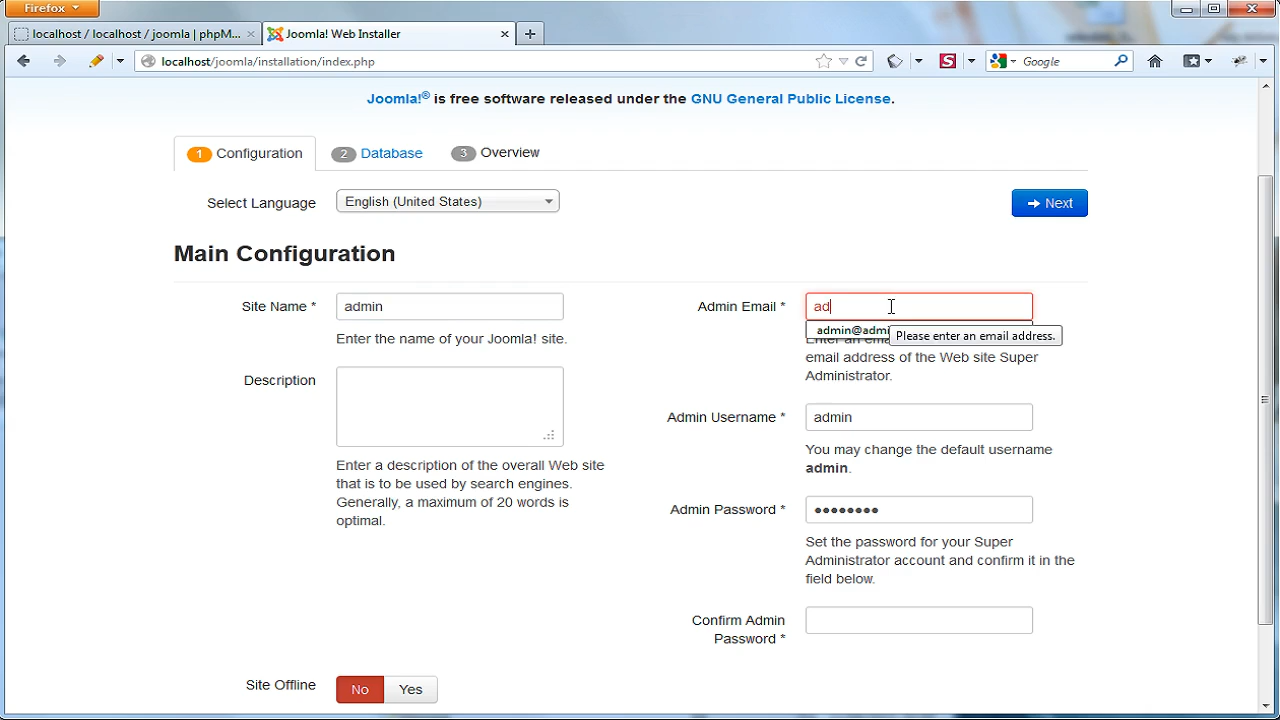 Firefox
localhost / localhost / joomla | phpM...
Joomla! Web Installer
localhost/joomla/installation/index.php
Google
Joomla!® is free software released under the GNU General Public License.
1 Configuration
2 Database
3 Overview
Select Language
English (United States)
Next
Main Configuration
Site Name *
admin
Enter the name of your Joomla! site.
Description
Enter a description of the overall Web site
that is to be used by search engines.
Generally, a maximum of 20 words is
optimal.
Admin Email *
ad
admin@admi
Please enter an email address.
Enter an ema
email address of the Web site Super
Administrator.
Admin Username *
admin
You may change the default username
admin.
Admin Password *
●●●●●●●●
Set the password for your Super
Administrator account and confirm it in the
field below.
Confirm Admin
Password *
Site Offline
No
Yes